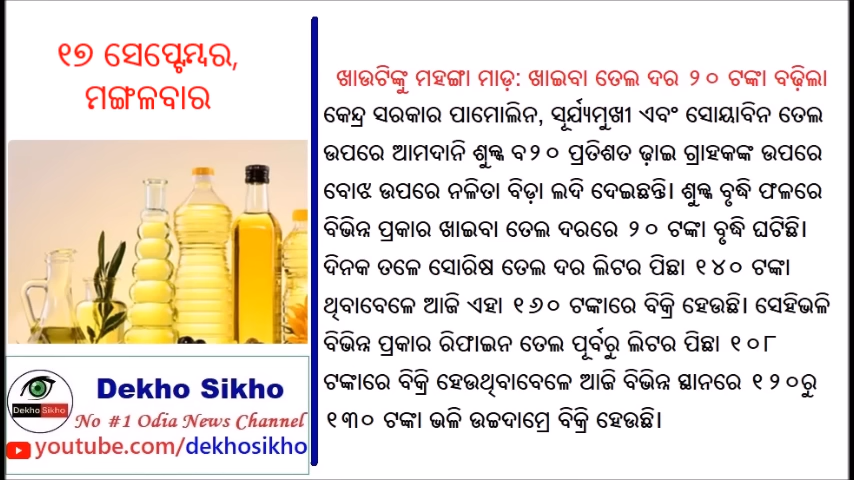 ୧୭ ସେପ୍ଟେମ୍ବର,
ମଙ୍ଗଳବାର
ଖାଉଟିଙ୍କୁ ମହଙ୍ଗା ମାଡ଼: ଖାଇବା ତେଲ ଦର ୨୦ ଟଙ୍କା ବଢ଼ିଲା
କେନ୍ଦ୍ର ସରକାର ପାମୋଲିନ, ସୂର୍ଯ୍ୟମୁଖୀ ଏବଂ ସୋୟାବିନ ତେଲ
ଉପରେ ଆମଦାନି ଶୁଳ୍କ ବ୨୦ ପ୍ରତିଶତ ଢ଼ାଇ ଗ୍ରାହକଙ୍କ ଉପରେ
ବୋଝ ଉପରେ ନଳିତା ବିଡ଼ା ଲଦି ଦେଇଛନ୍ତି। ଶୁଳ୍କ ବୃଦ୍ଧି ଫଳରେ
ବିଭିନ୍ନ ପ୍ରକାର ଖାଇବା ତେଲ ଦରରେ ୨୦ ଟଙ୍କା ବୃଦ୍ଧି ଘଟିଛି।
ଦିନକ ତଳେ ସୋରିଷ ତେଲ ଦର ଲିଟର ପିଛା ୧୪୦ ଟଙ୍କା
ଥିବାବେଳେ ଆଜି ଏହା ୧୬୦ ଟଙ୍କାରେ ବିକ୍ରି ହେଉଛି। ସେହିଭଳି
ବିଭିନ୍ନ ପ୍ରକାର ରିଫାଇନ ତେଲ ପୂର୍ବରୁ ଲିଟର ପିଛା ୧୦୮
ଟଙ୍କାରେ ବିକ୍ରି ହେଉଥିବାବେଳେ ଆଜି ବିଭିନ୍ନ ସ୍ଥାନରେ ୧୨୦ରୁ
୧୩୦ ଟଙ୍କା ଭଳି ଉଚ୍ଚଦାମ୍ରେ ବିକ୍ରି ହେଉଛି।
Dekho Sikho
Dekho Sikho
No #1 Odia News Channel
youtube.com/dekhosikho